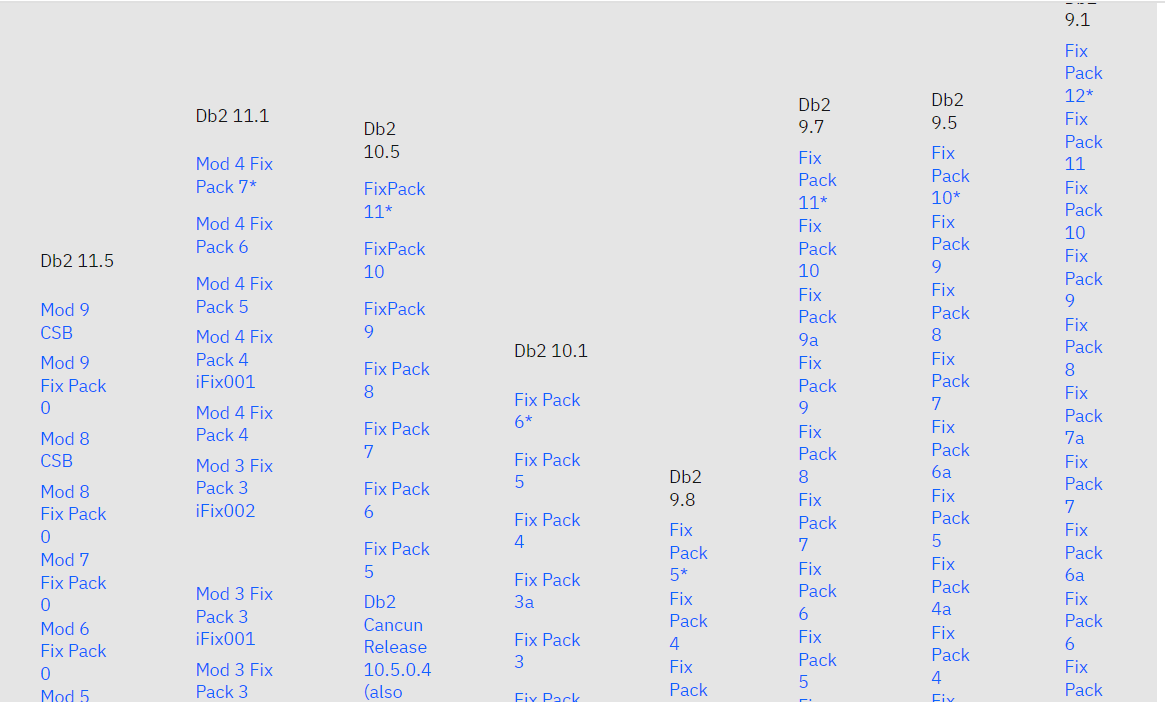 Db2 11.5
Mod 9
CSB
Mod 9
Fix Pack
0
Mod 8
CSB
Mod 8
Fix Pack
0
Mod 7
Fix Pack
0
Mod 6
Fix Pack
0
Mod 5
Db2 11.1
Mod 4 Fix
Pack 7*
Mod 4 Fix
Pack 6
Mod 4 Fix
Pack 5
Mod 4 Fix
Pack 4
iFix001
Mod 4 Fix
Pack 4
Mod 3 Fix
Pack 3
iFix002
Mod 3 Fix
Pack 3
iFix001
Mod 3 Fix
Pack 3
Db2
10.5
FixPack
11*
FixPack
10
FixPack
9
Fix Pack
8
Fix Pack
7
Fix Pack
6
Fix Pack
5
Db2
Cancun
Release
10.5.0.4
(also
Db2 10.1
Fix Pack
6*
Fix Pack
5
Fix Pack
4
Fix Pack
3a
Fix Pack
3
Fix Pack
Db2
9.8
Fix
Pack
5*
Fix
Pack
4
Fix
Pack
Db2
9.7
Fix
Pack
11*
Fix
Pack
10
Fix
Pack
9a
Fix
Pack
9
Fix
Pack
8
Fix
Pack
7
Fix
Pack
6
Fix
Pack
5
Fix
Db2
9.5
Fix
Pack
10*
Fix
Pack
9
Fix
Pack
8
Fix
Pack
7
Fix
Pack
6a
Fix
Pack
5
Fix
Pack
4a
Fix
Pack
4
Fix
Db2
9.1
Fix
Pack
12*
Fix
Pack
11
Fix
Pack
10
Fix
Pack
9
Fix
Pack
8
Fix
Pack
7a
Fix
Pack
7
Fix
Pack
6a
Fix
Pack
6
Fix
Pack